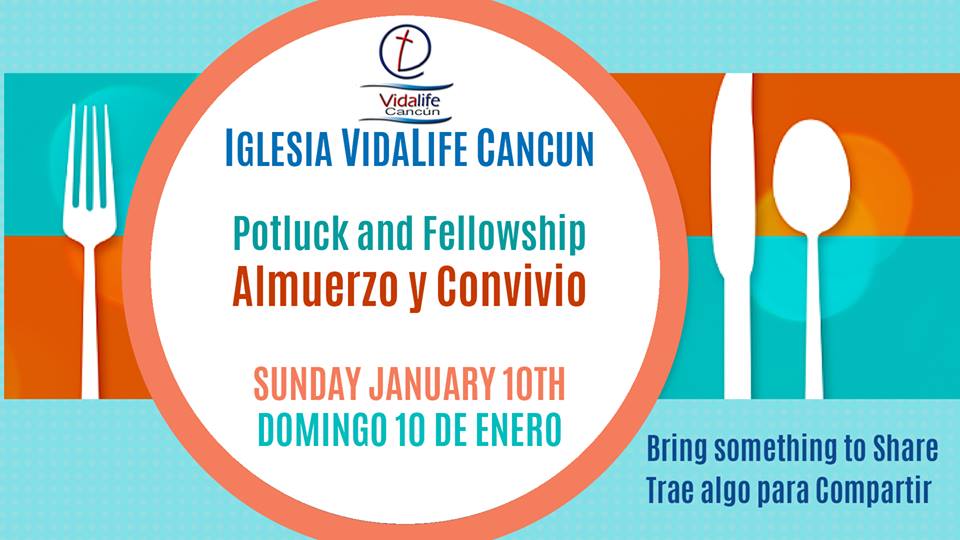 Vidalife
Cancún
IGLESIA VIDALIFE CANCUN
Potluck and Fellowship
Almuerzo y Convivio
SUNDAY JANUARY 10TH
DOMINGO 10 DE ENERO
Bring something to Share
Trae algo para Compartir